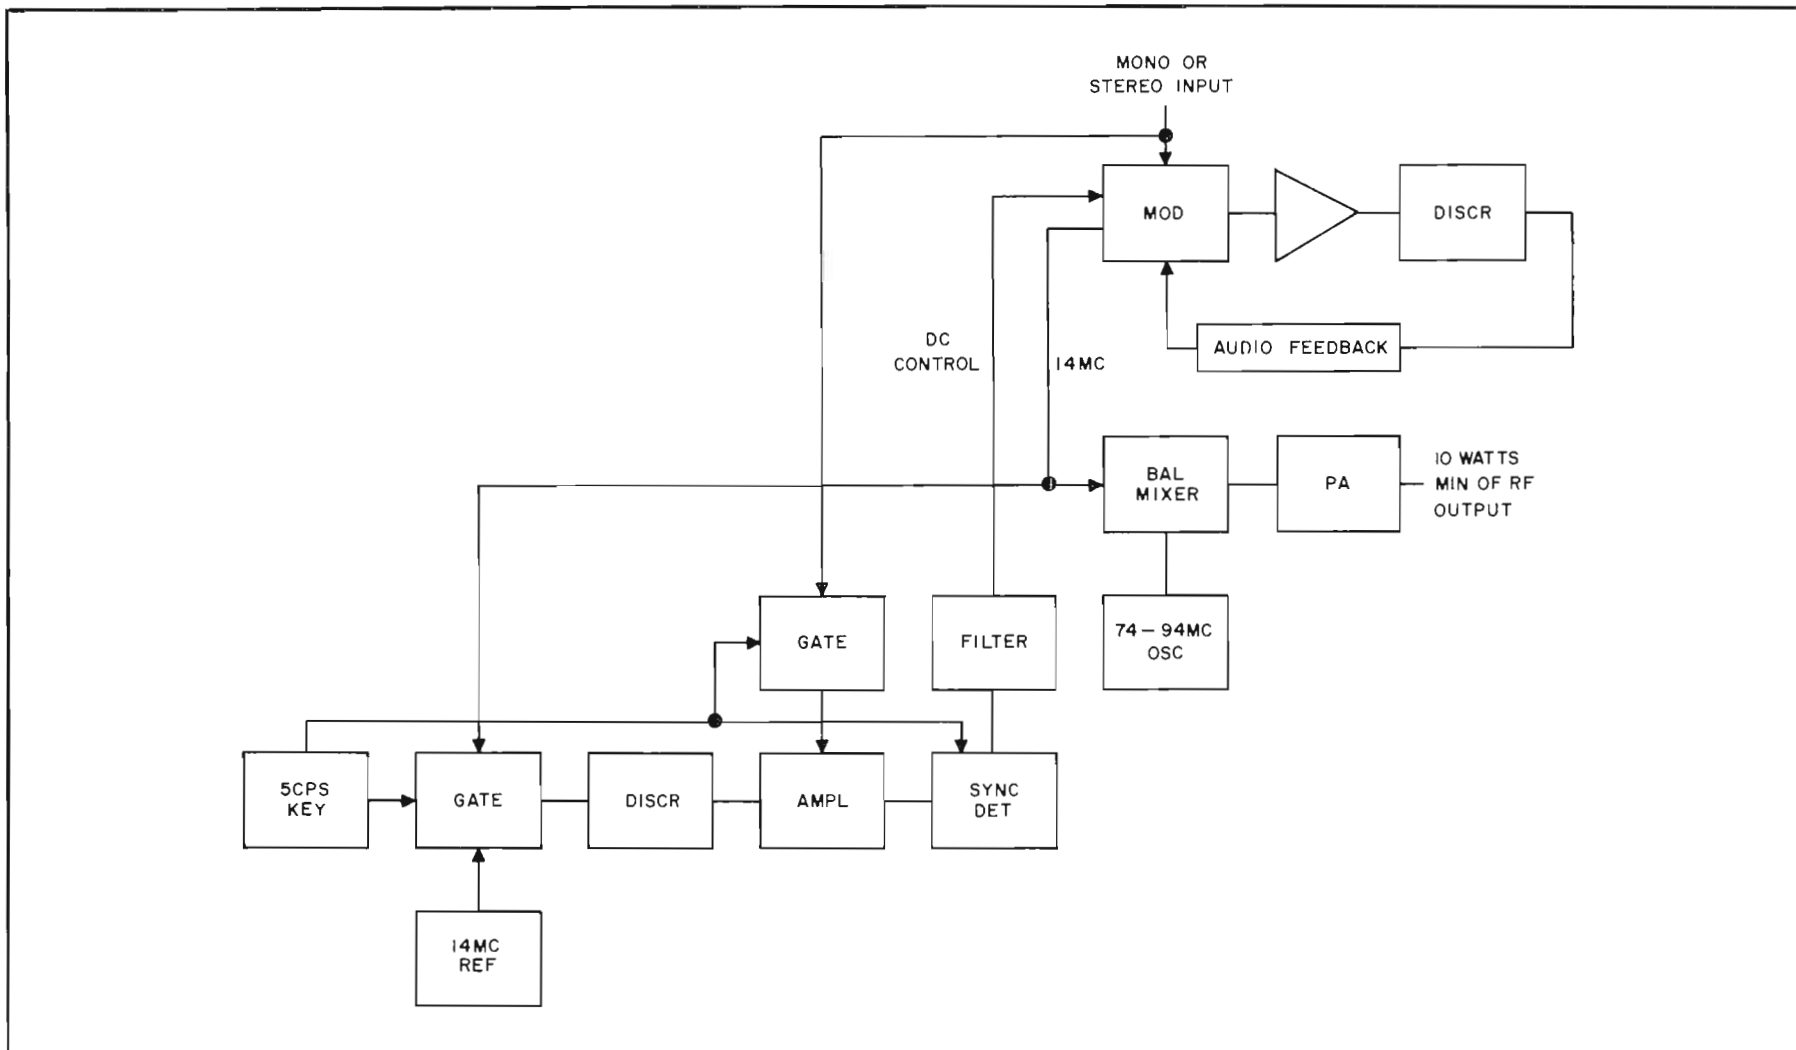 MONO OR
STEREO INPUT
MOD
DISCR
AUDIO FEEDBACK
DC
CONTROL
14MC
BAL
MIXER
PA
10 WATTS
MIN OF RF
OUTPUT
GATE
FILTER
74-94MC
OSC
5CPS
KEY
GATE
DISCR
AMPL
SYNC
DET
14MC
REF